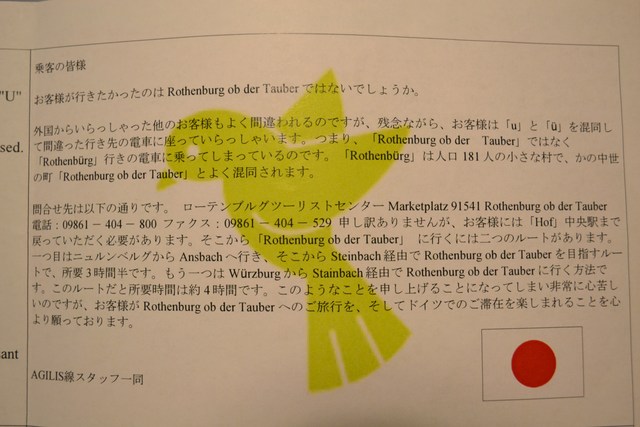 "U"
sed.
ant
乗客の皆様
お客様が行きたかったのは Rothenburg ob der Tauber ではないでしょうか。
外国からいらっしゃった他のお客様もよく間違われるのですが、残念ながら、お客様は「u」と「ü」を混同し
て間違った行き先の電車に座っていらっしゃいます。つまり、「Rothenburg ob der Tauber」ではなく
「Rothenbürg」行きの電車に乗ってしまっているのです。「Rothenbürg」は人口 181 人の小さな村で、かの中世
の町「Rothenburg ob der Tauber」とよく混同されます。
問合せ先は以下の通りです。 ローテンブルグツーリストセンター Marketplatz 91541 Rothenburg ob der Tauber
電話：09861－404－800 ファクス：09861－404－529 申し訳ありませんが、お客様には「Hof」中央駅まで
戻っていただく必要があります。そこから「Rothenburg ob der Tauber」 に行くには二つのルートがあります。
一つ目はニュルンベルグから Ansbach へ行き、そこから Steinbach 経由で Rothenburg ob der Tauber を目指すルー
トで、所要 3 時間半です。もう一つは Würzburg から Stainbach 経由で Rothenburg ob der Tauber に行く方法で
す。このルートだと所要時間は約 4 時間です。このようなことを申し上げることになってしまい非常に心苦し
いのですが、お客様が Rothenburg ob der Tauber へのご旅行を、そしてドイツでのご滞在を楽しまれることを心
より願っております。
AGILIS線スタッフ一同